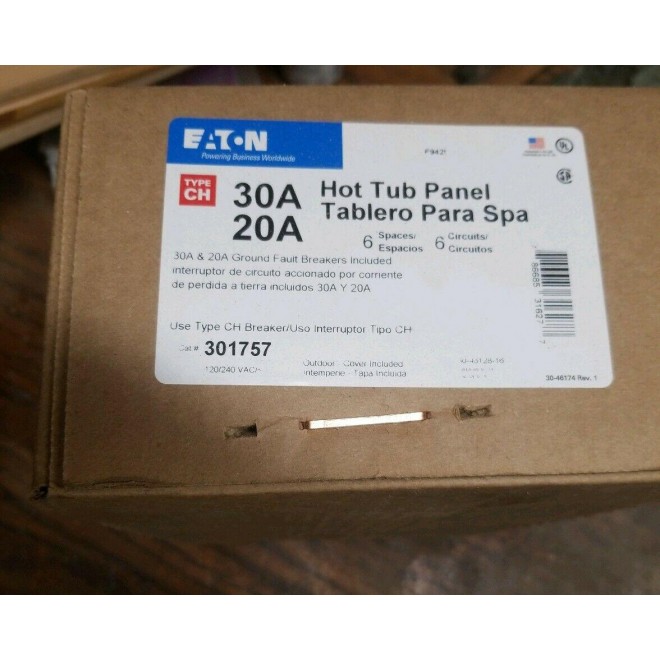 EATON
Powering Business Worldwide
TYPE
CH
30A
20A
Hot Tub Panel
Tablero Para Spa
6 Spaces/
Espacios
6 Circuits/
Circuitos
30A & 20A Ground Fault Breakers Included
interruptor de circuito accionado por corriente
de perdida a tierra incluidos 30A Y 20A
Use Type CH Breaker/Uso Interruptor Tipo CH
Cat # 301757
120/240 VAC
Outdoor - Cover Included
Intemperie - Tapa Incluida
30-46174 Rev. 1
UL